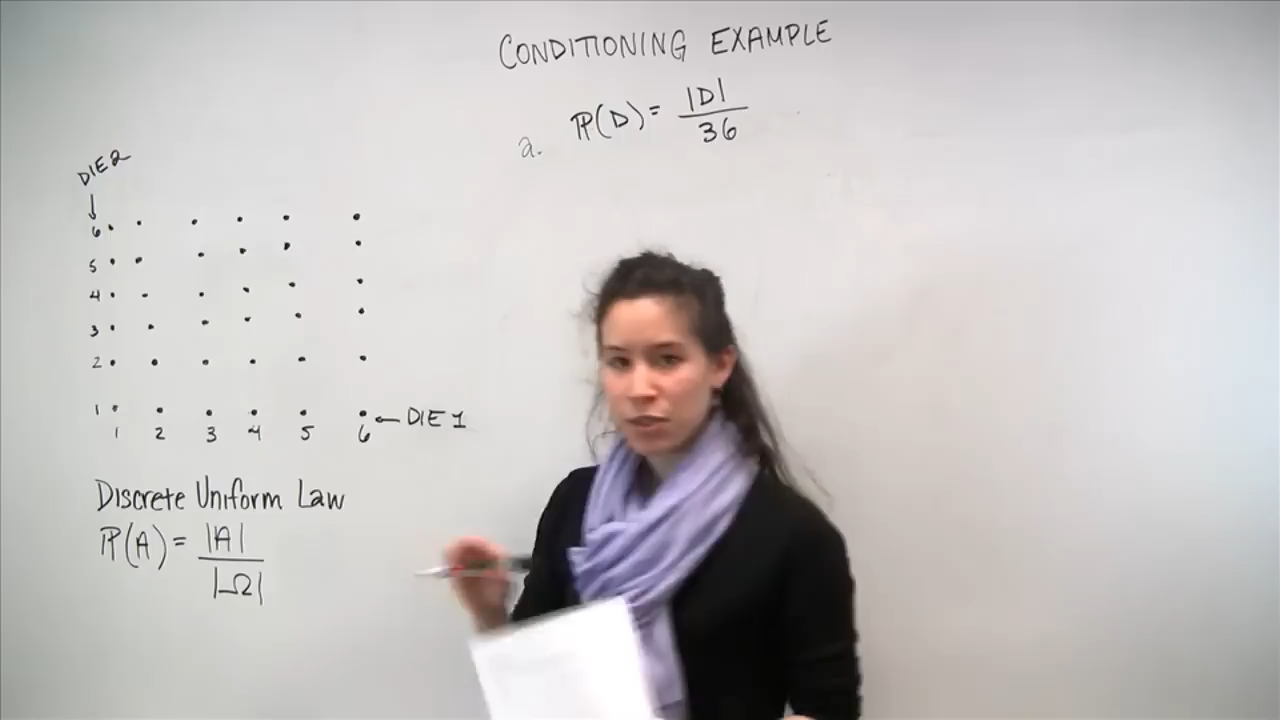 CONDITIONING EXAMPLE
a. ℙ(D) = |D| / 36
DIE 2
↓
6
5
4
3
2
1
1 2 3 4 5 6 ← DIE 1
Discrete Uniform Law
ℙ(A) = |A| / |Ω|